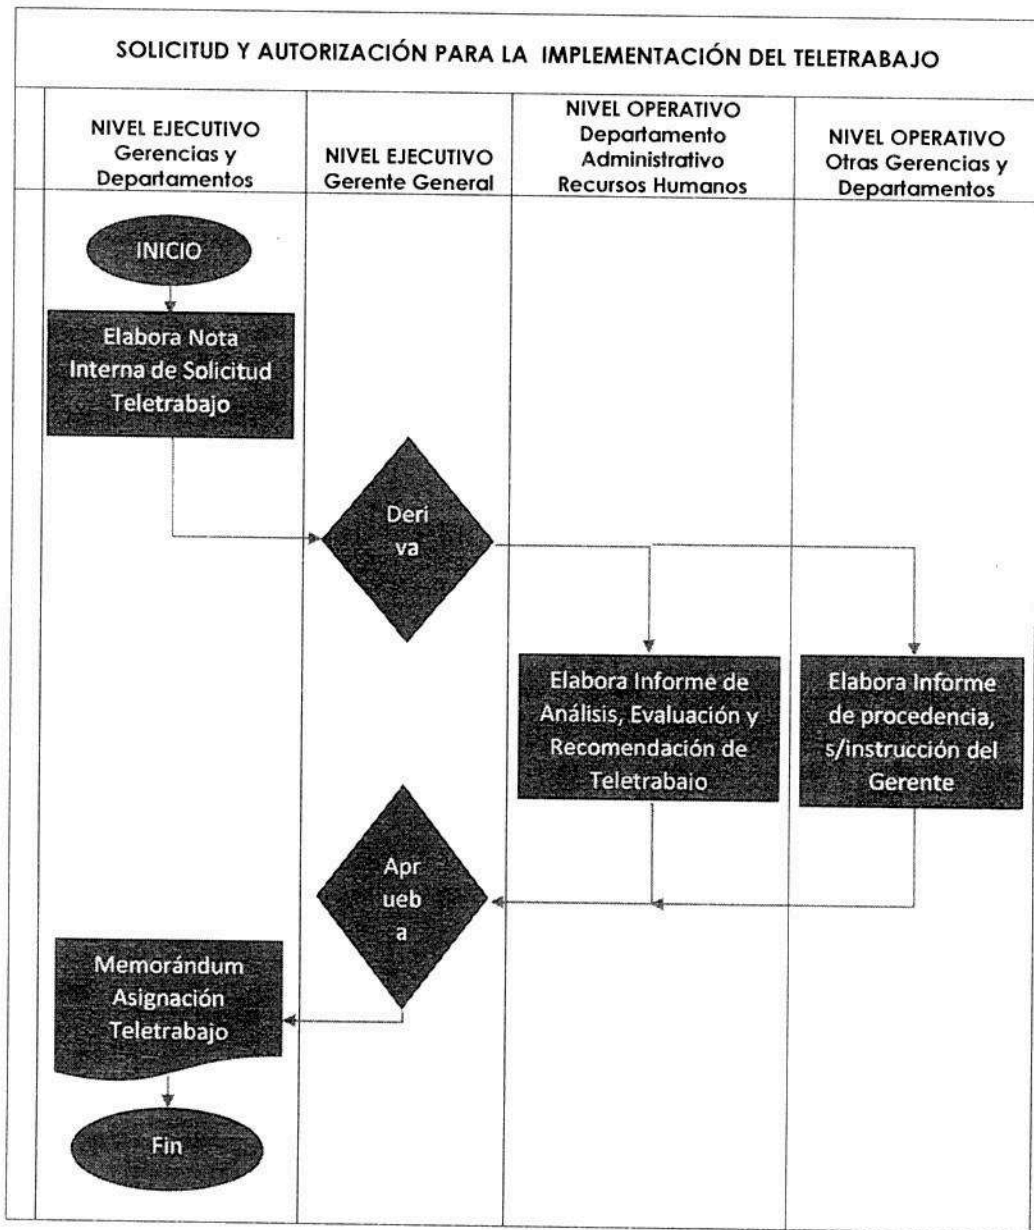 SOLICITUD Y AUTORIZACIÓN PARA LA IMPLEMENTACIÓN DEL TELETRABAJO
NIVEL EJECUTIVO
Gerencias y
Departamentos
NIVEL EJECUTIVO
Gerente General
NIVEL OPERATIVO
Departamento
Administrativo
Recursos Humanos
NIVEL OPERATIVO
Otras Gerencias y
Departamentos
INICIO
Elabora Nota
Interna de Solicitud
Teletrabajo
Deri
va
Elabora Informe de
Análisis, Evaluación y
Recomendación de
Teletrabajo
Elabora Informe
de procedencia,
s/instrucción del
Gerente
Apr
ueb
a
Memorándum
Asignación
Teletrabajo
Fin